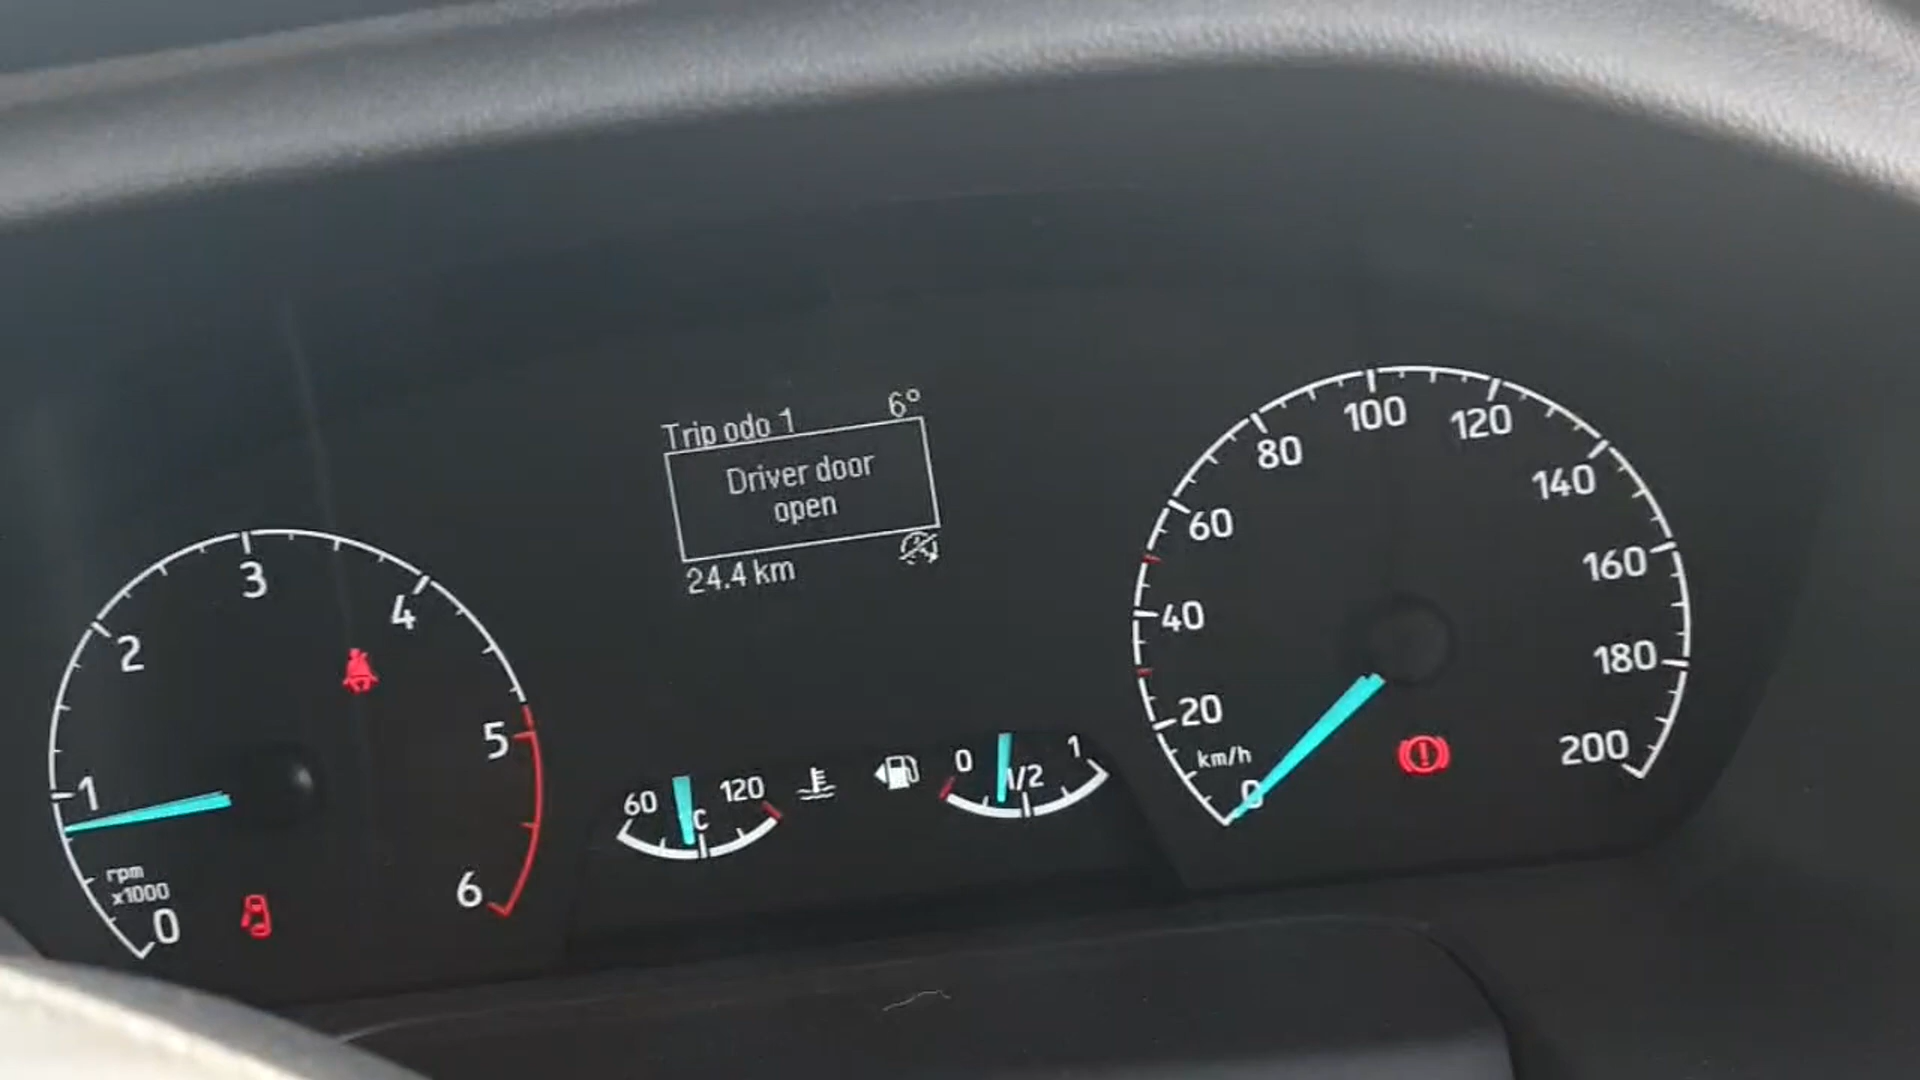 Trip odo 1 6°
Driver door
open
24.4 km
0 1 2 3 4 5 6
rpm
x1000
60 C 120
0 1/2 1
0 20 40 60 80 100 120 140 160 180 200
km/h